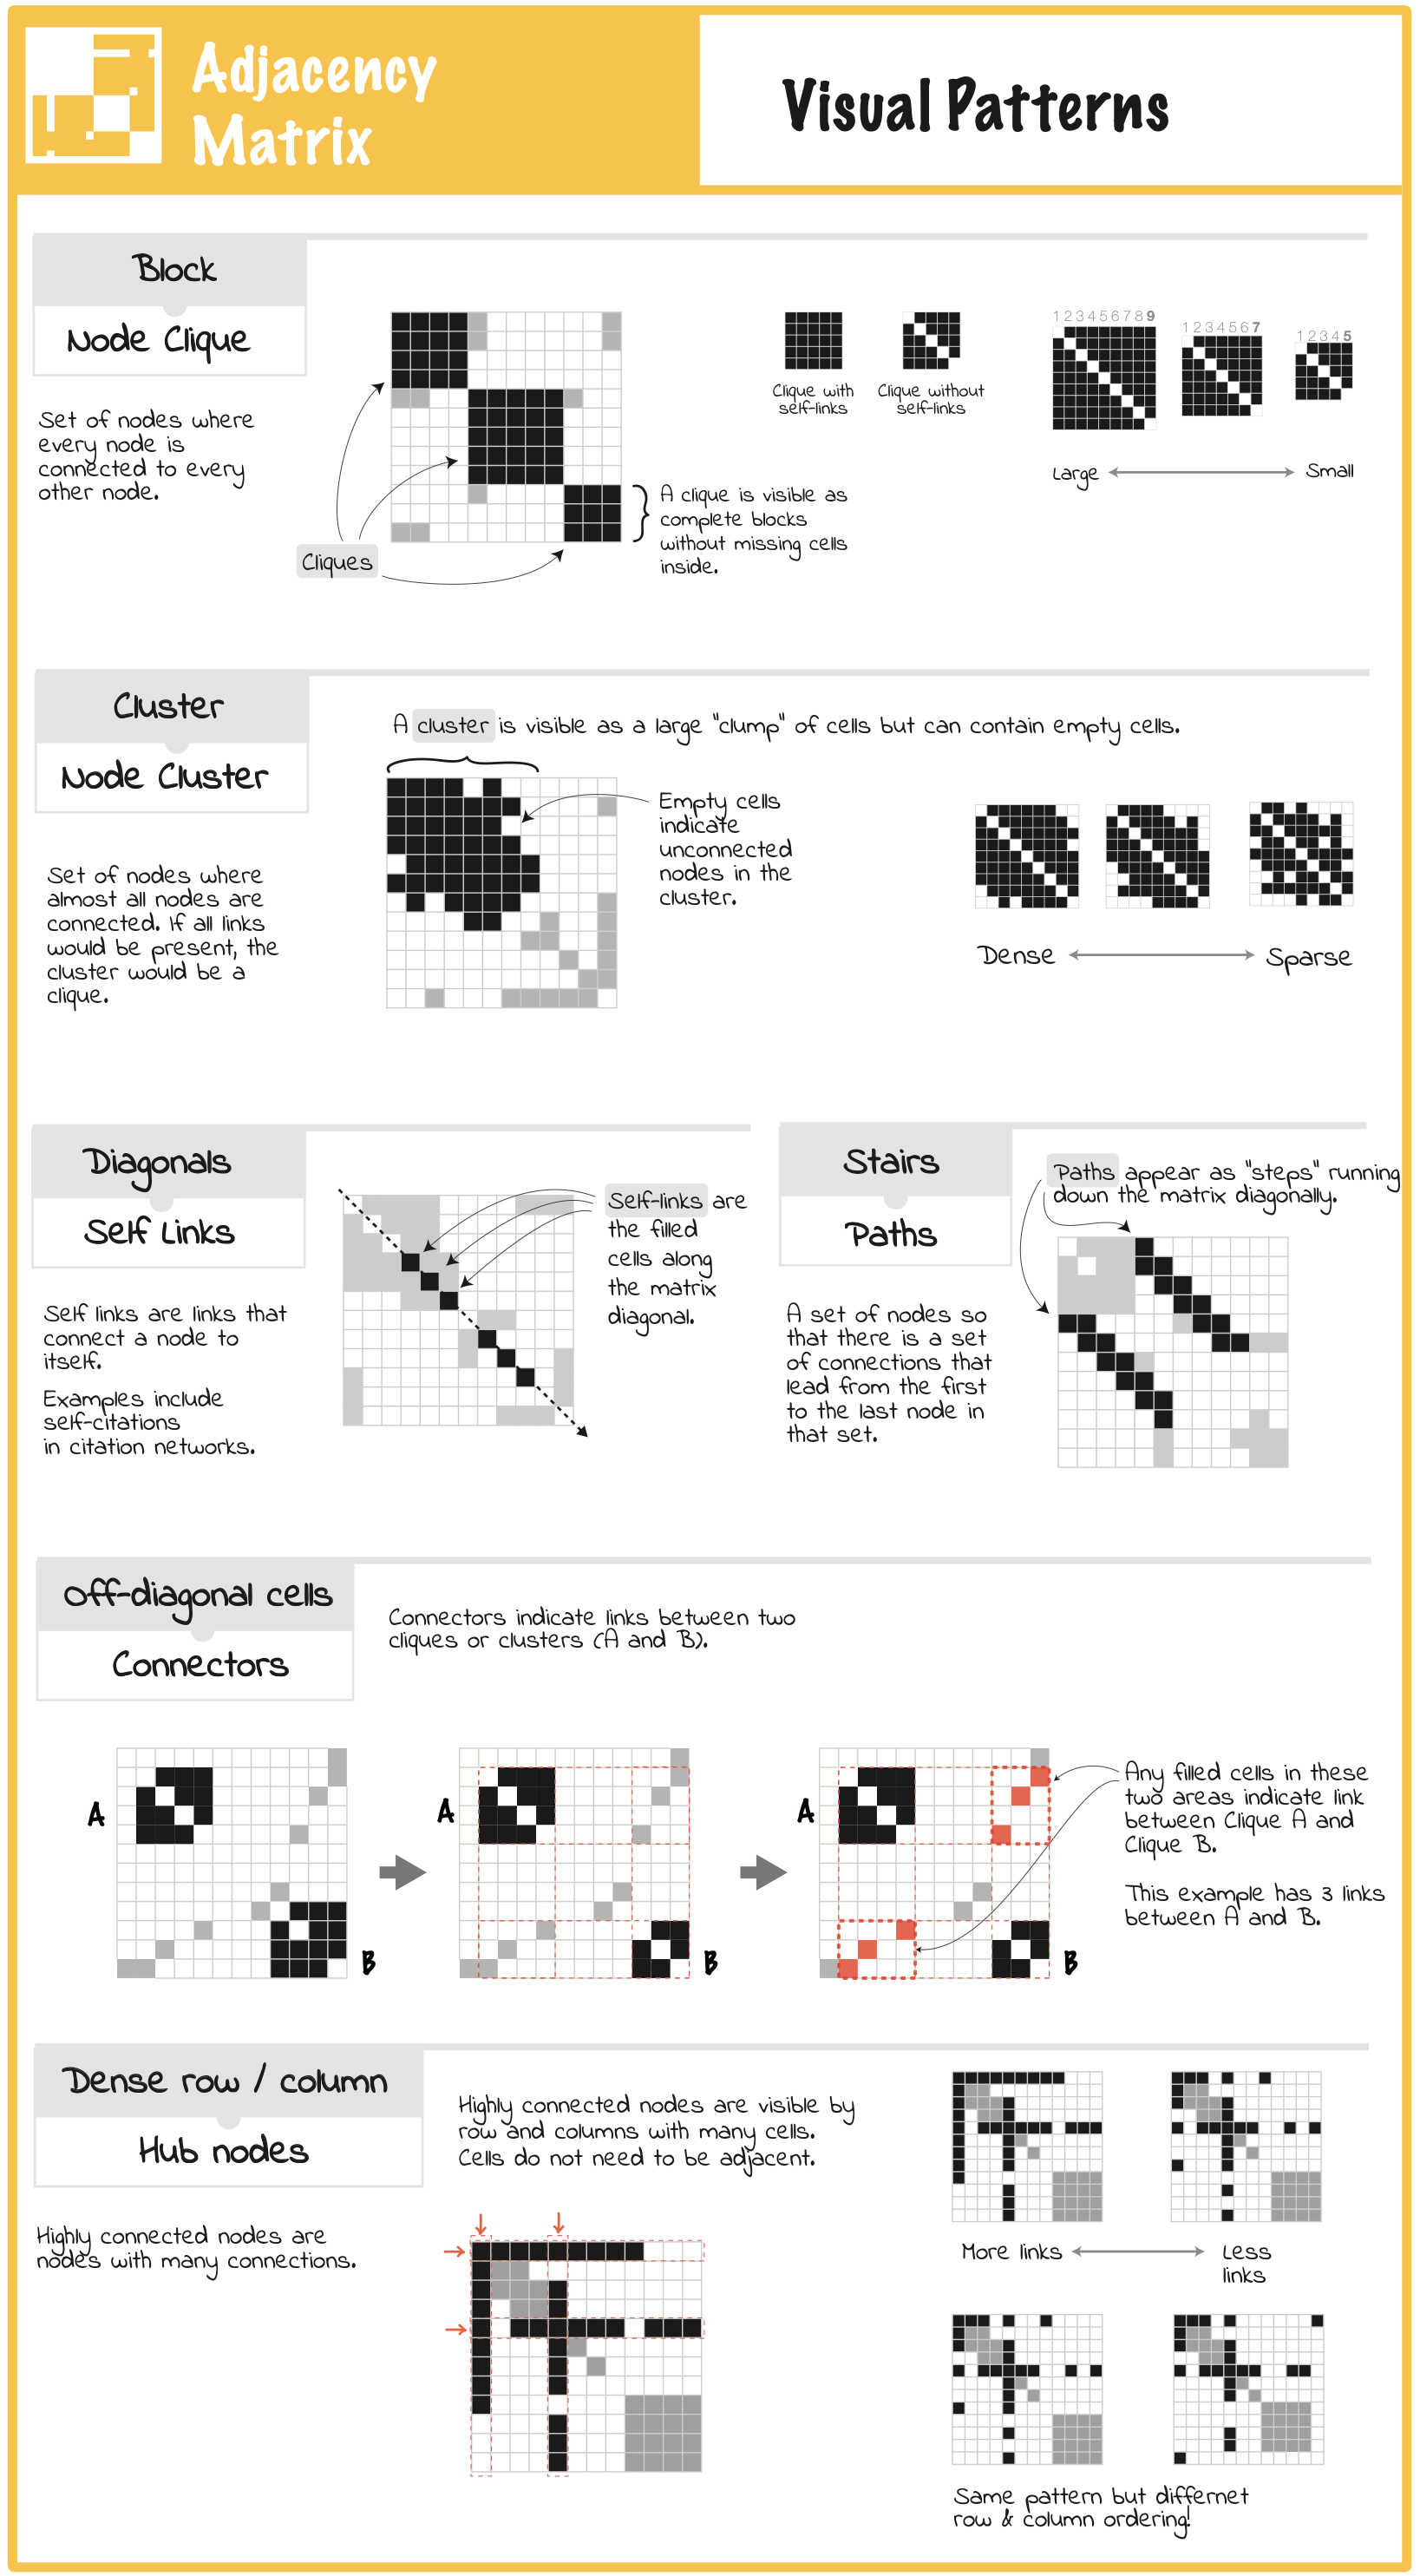 Adjacency
Matrix
Visual Patterns
Block
Node Clique
Set of nodes where
every node is
connected to every
other node.
Cliques
A clique is visible as
complete blocks
without missing cells
inside.
Clique with
self-links
Clique without
self-links
1 2 3 4 5 6 7 8 9
1 2 3 4 5 6 7
1 2 3 4 5
Large
Small
Cluster
Node Cluster
Set of nodes where
almost all nodes are
connected. If all links
would be present, the
cluster would be a
clique.
A cluster is visible as a large "clump" of cells but can contain empty cells.
Empty cells
indicate
unconnected
nodes in the
cluster.
Dense
Sparse
Diagonals
Self Links
Self links are links that
connect a node to
itself.
Examples include
self-citations
in citation networks.
Self-links are
the filled
cells along
the matrix
diagonal.
Stairs
Paths
A set of nodes so
that there is a set
of connections that
lead from the first
to the last node in
that set.
Paths appear as "steps" running
down the matrix diagonally.
Off-diagonal cells
Connectors
Connectors indicate links between two
cliques or clusters (A and B).
A
B
A
B
A
B
Any filled cells in these
two areas indicate link
between Clique A and
Clique B.
This example has 3 links
between A and B.
Dense row / column
Hub nodes
Highly connected nodes are
nodes with many connections.
Highly connected nodes are visible by
row and columns with many cells.
Cells do not need to be adjacent.
More links
Less
links
Same pattern but differnet
row & column ordering!